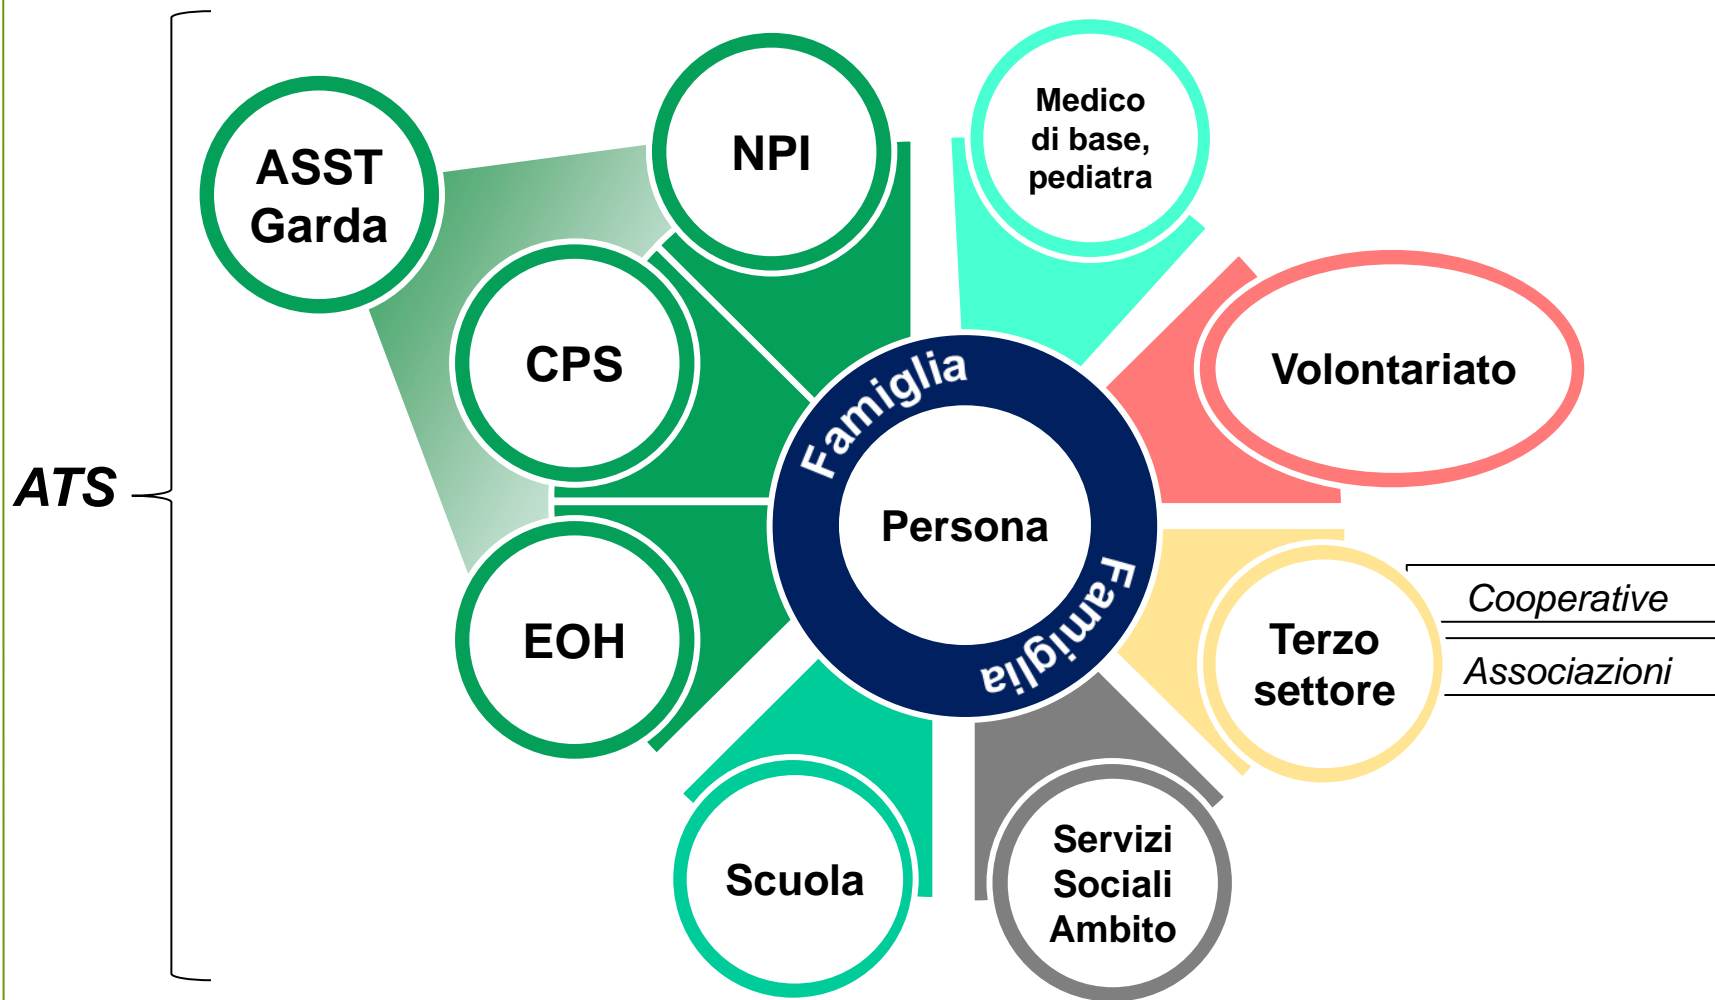 ATS
ASST
Garda
NPI
Medico
di base,
pediatra
CPS
Volontariato
Famiglia
Persona
Famiglia
EOH
Terzo
settore
Cooperative
Associazioni
Scuola
Servizi
Sociali
Ambito